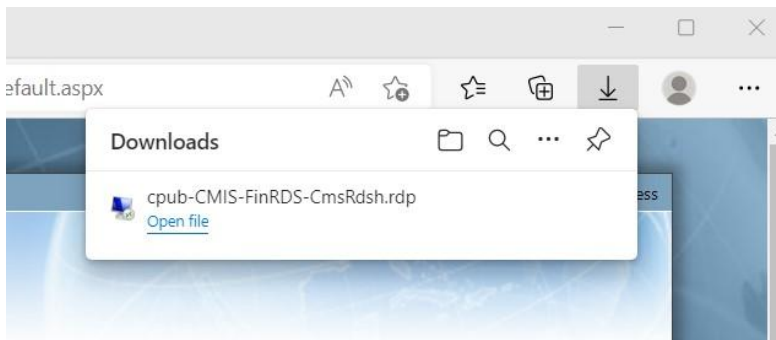 efault.aspx
Downloads
cpub-CMIS-FinRDS-CmsRdsh.rdp
Open file
ess